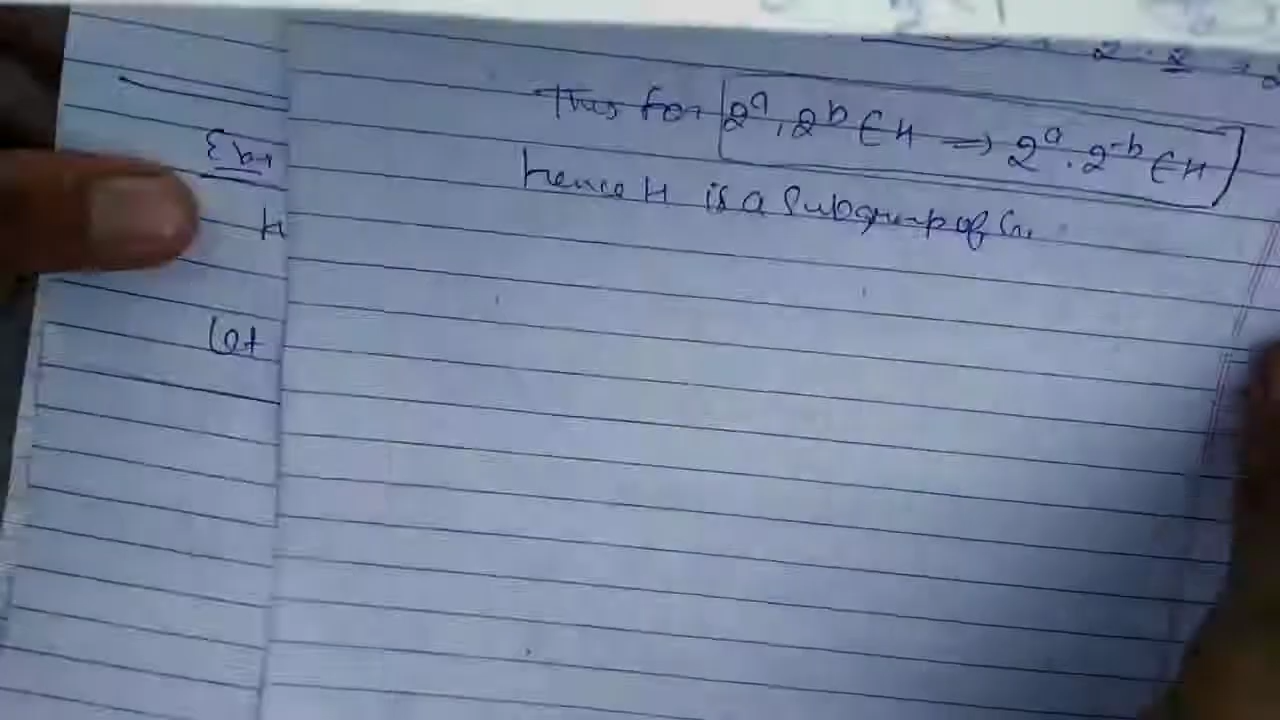 Thus for 2^a, 2^b ∈ H ⇒ 2^a . 2^-b ∈ H
hence H is a Subgroup of G.
H
Let